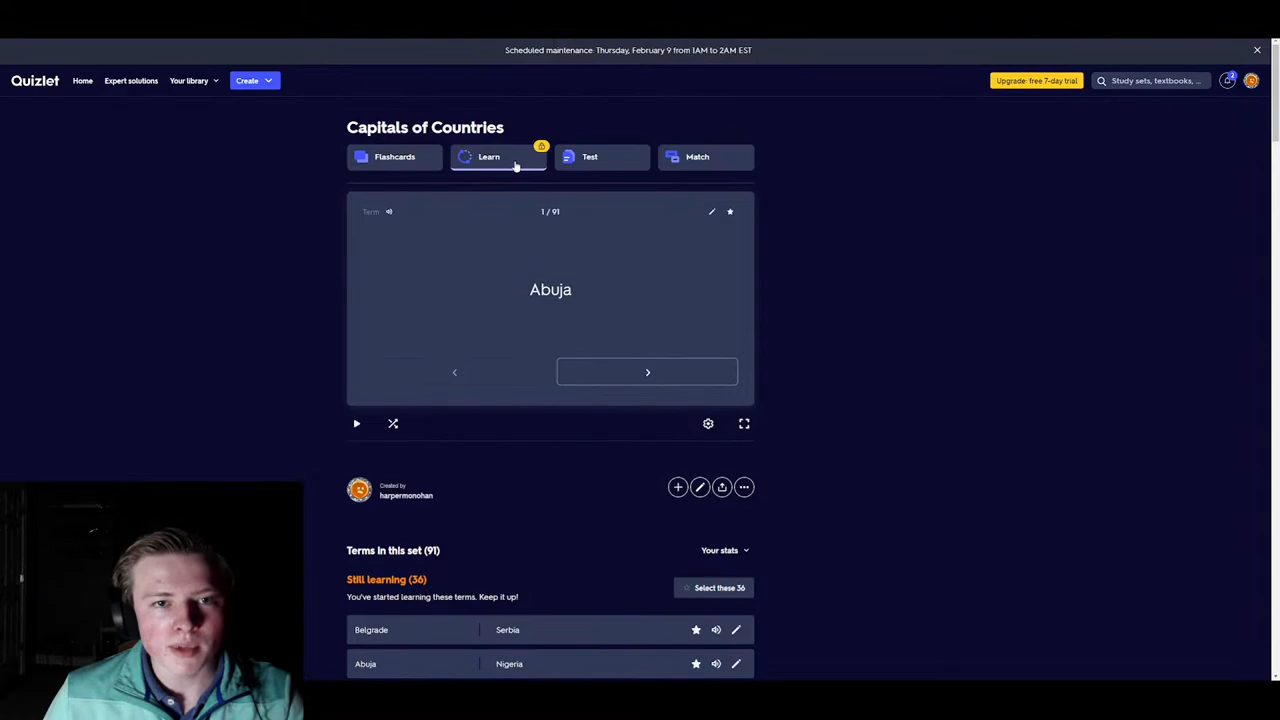 Scheduled maintenance: Thursday, February 9 from 1AM to 2AM EST
Quizlet Home Expert solutions Your library Create Upgrade: free 7-day trial Study sets, textbooks, ... 2
Capitals of Countries
Flashcards Learn Test Match
Term 1 / 91
Abuja
Created by
harpermonohan
Terms in this set (91) Your stats
Still learning (36)
You've started learning these terms. Keep it up!
Select these 36
Belgrade Serbia
Abuja Nigeria